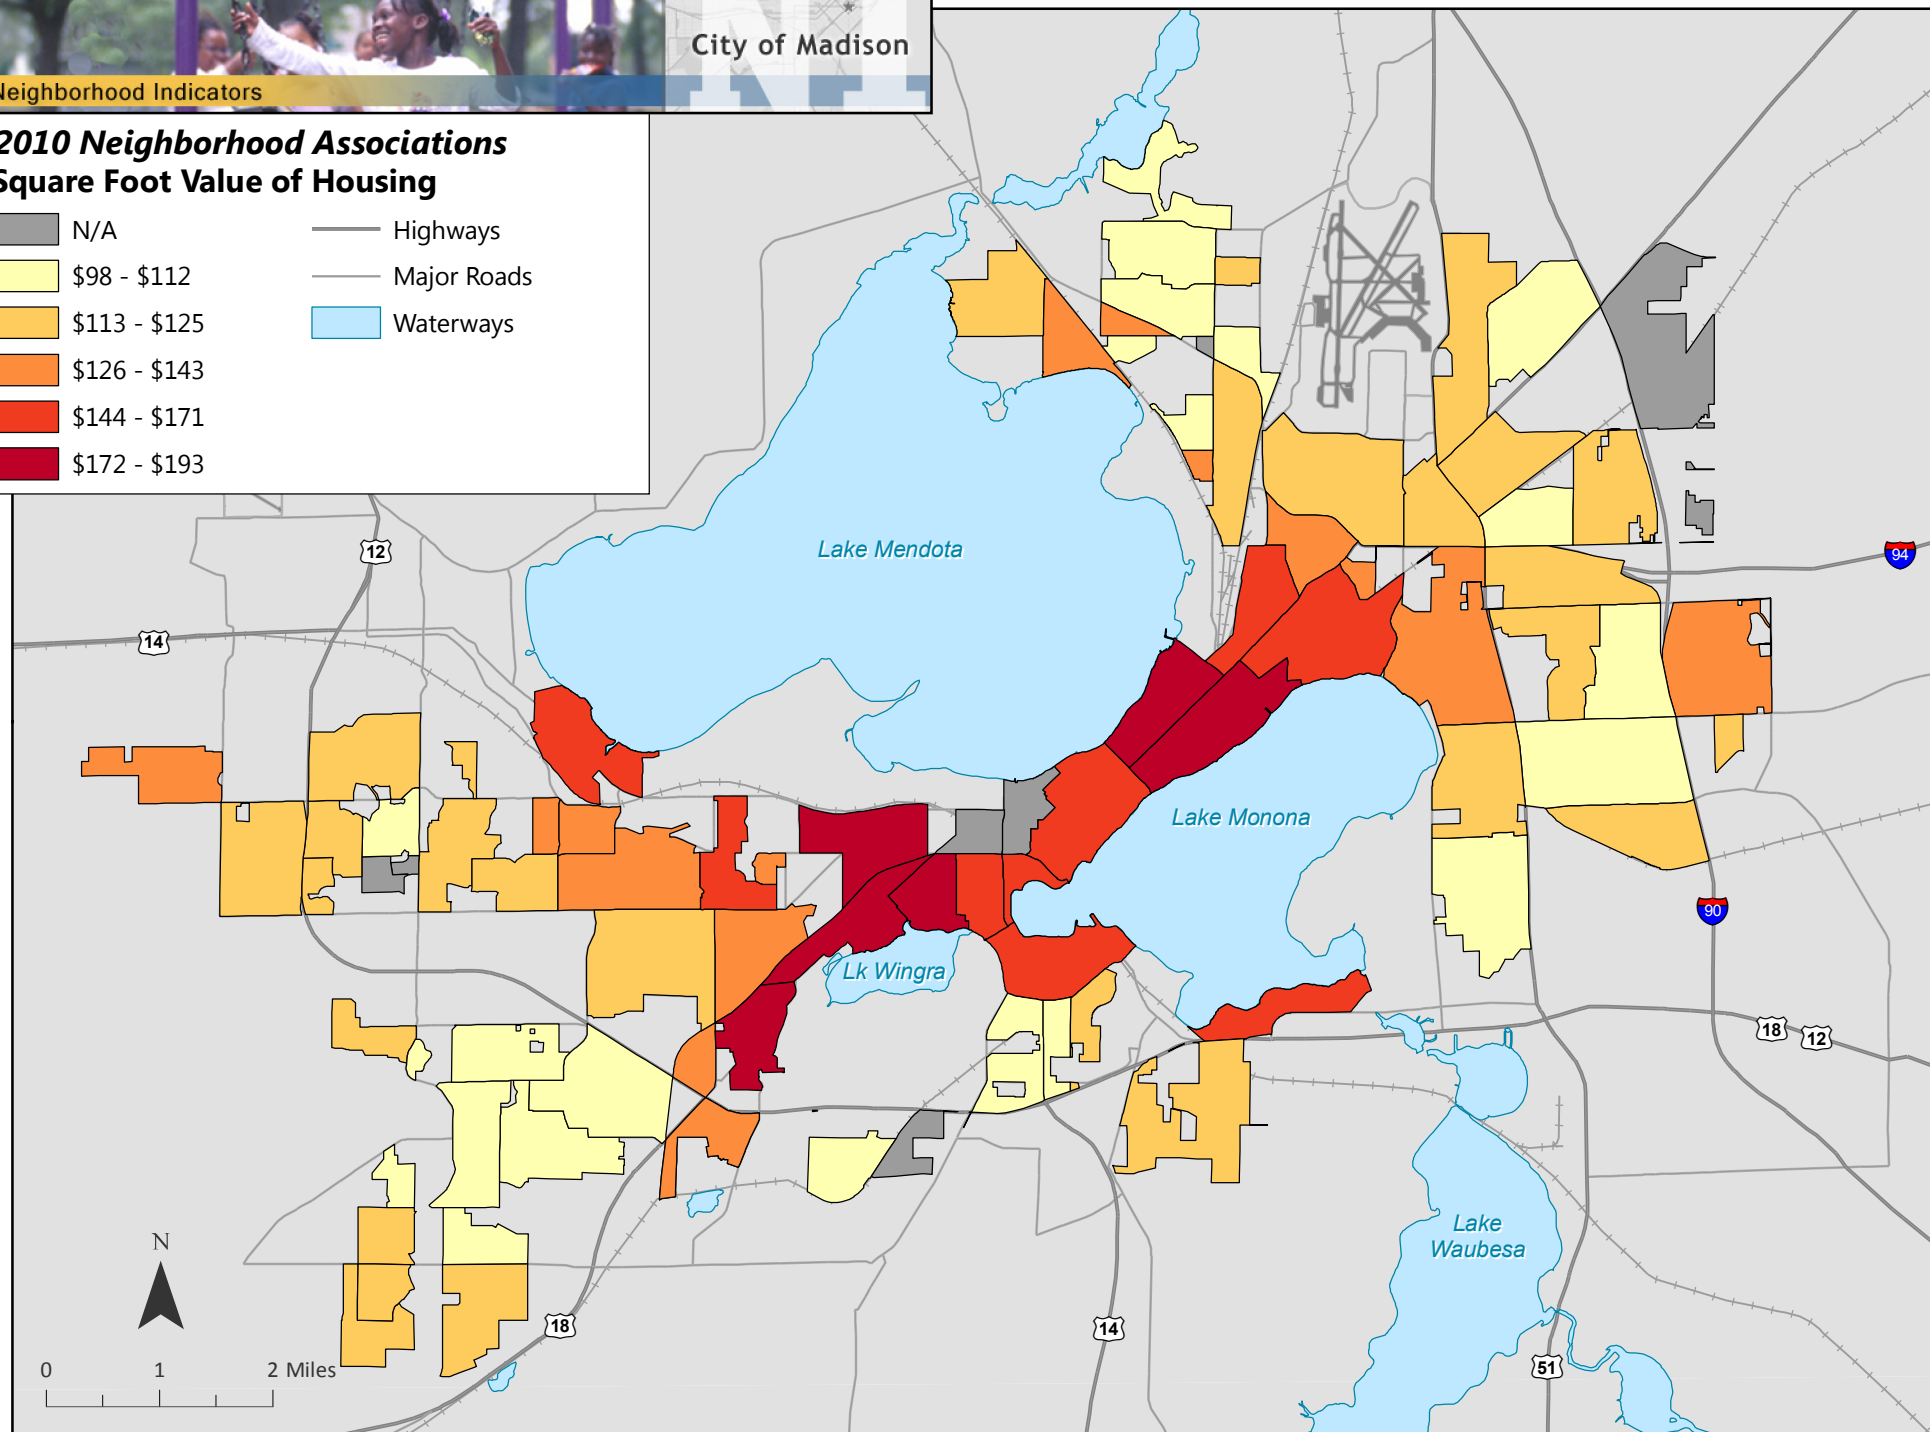 City of Madison
Neighborhood Indicators
2010 Neighborhood Associations
Square Foot Value of Housing
N/A
$98 - $112
$113 - $125
$126 - $143
$144 - $171
$172 - $193
Highways
Major Roads
Waterways
12
14
94
Lake Mendota
Lake Monona
Lk Wingra
90
18
12
Lake
Waubesa
N
18
14
51
0 1 2 Miles